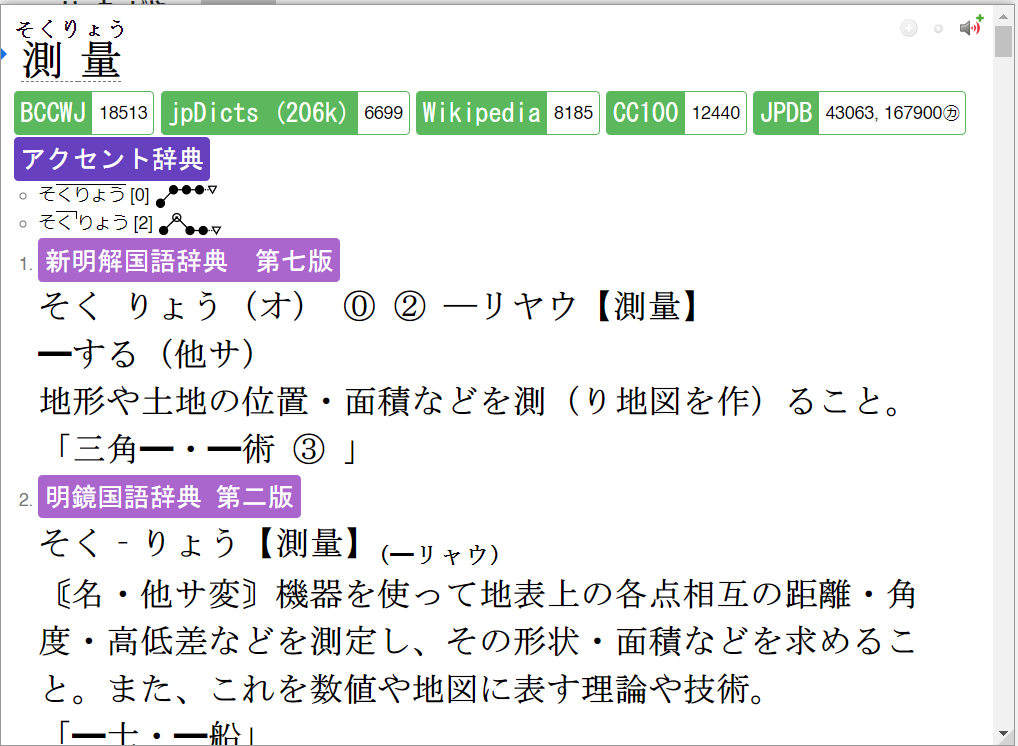 そくりょう
測量
BCCWJ 18513 jpDicts (206k) 6699 Wikipedia 8185 CC100 12440 JPDB 43063, 167900㋕
アクセント辞典
そくりょう [0]
そくりょう [2]
1. 新明解国語辞典　第七版
そく りょう（オ） ⓪ ② ―リヤウ【測量】
━する（他サ）
地形や土地の位置・面積などを測（り地図を作）ること。
「三角━・━術 ③ 」
2. 明鏡国語辞典 第二版
そく‐りょう【測量】(━リャウ)
〘名・他サ変〙機器を使って地表上の各点相互の距離・角
度・高低差などを測定し、その形状・面積などを求めるこ
と。また、これを数値や地図に表す理論や技術。
「━士・━船」